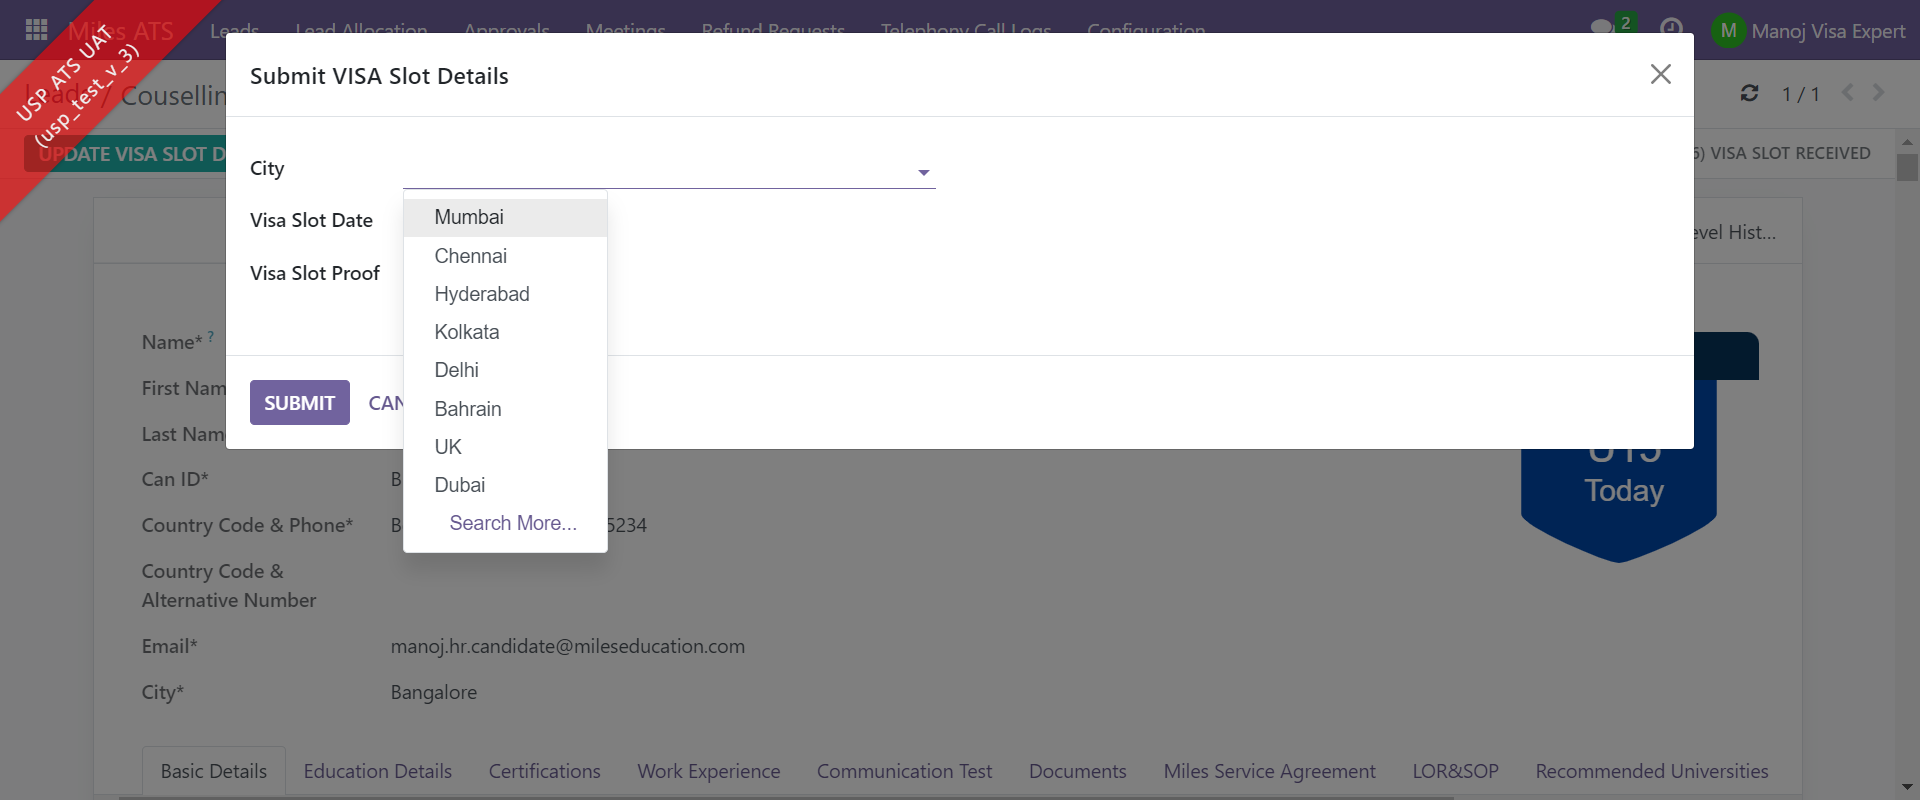 Miles ATS Leads Lead Allocation Approvals Meetings Refund Requests Telephony Call Logs Configuration 2 M Manoj Visa Expert
USP ATS UAT
(usp_test_v_3)
Submit VISA Slot Details
Leads / Cousellin
1 / 1
UPDATE VISA SLOT D
VISA SLOT RECEIVED
City
Visa Slot Date
Visa Slot Proof
Mumbai
Chennai
Hyderabad
Kolkata
Delhi
Bahrain
UK
Dubai
Search More...
SUBMIT CAN
evel Hist...
Name* ?
First Nam
Last Nam
Can ID* B
Country Code & Phone* B 5234
Country Code &
Alternative Number
Email* manoj.hr.candidate@mileseducation.com
City* Bangalore
Today
Basic Details Education Details Certifications Work Experience Communication Test Documents Miles Service Agreement LOR&SOP Recommended Universities